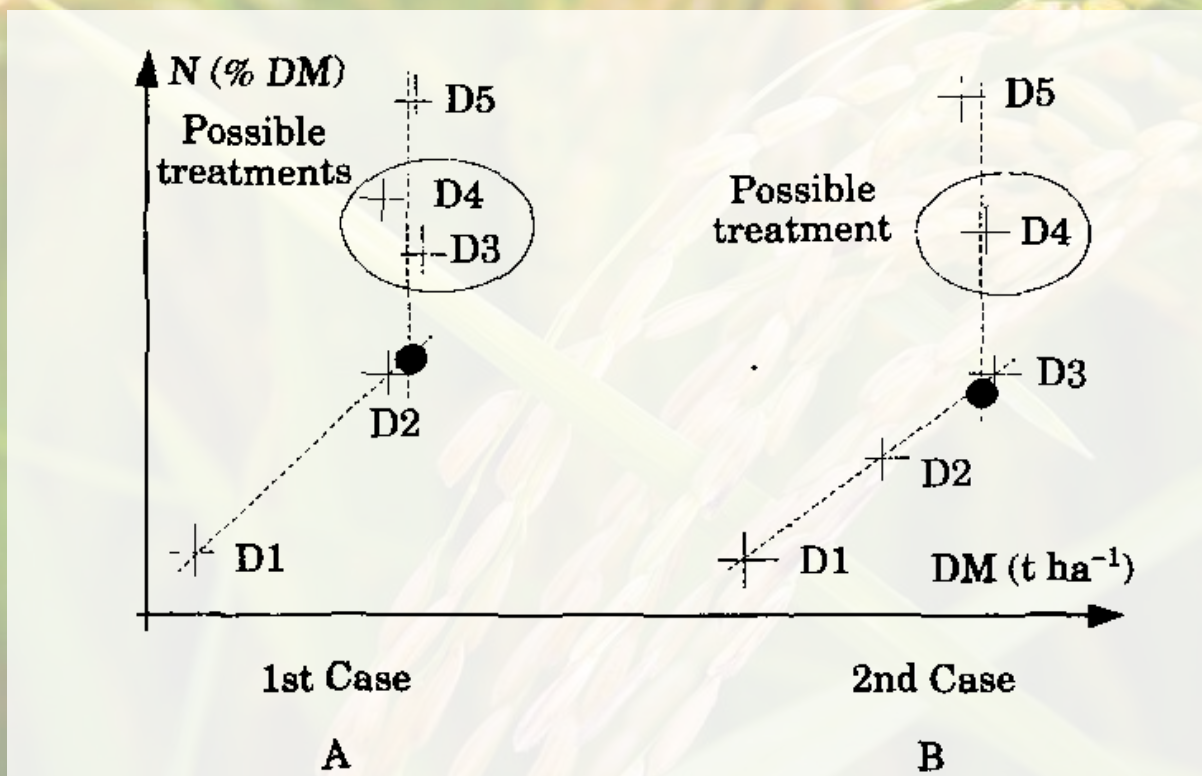 N (% DM)
Possible
treatments
D5
D4
D3
D2
D1
1st Case
A
Possible
treatment
D5
D4
D3
D2
D1
DM (t ha⁻¹)
2nd Case
B